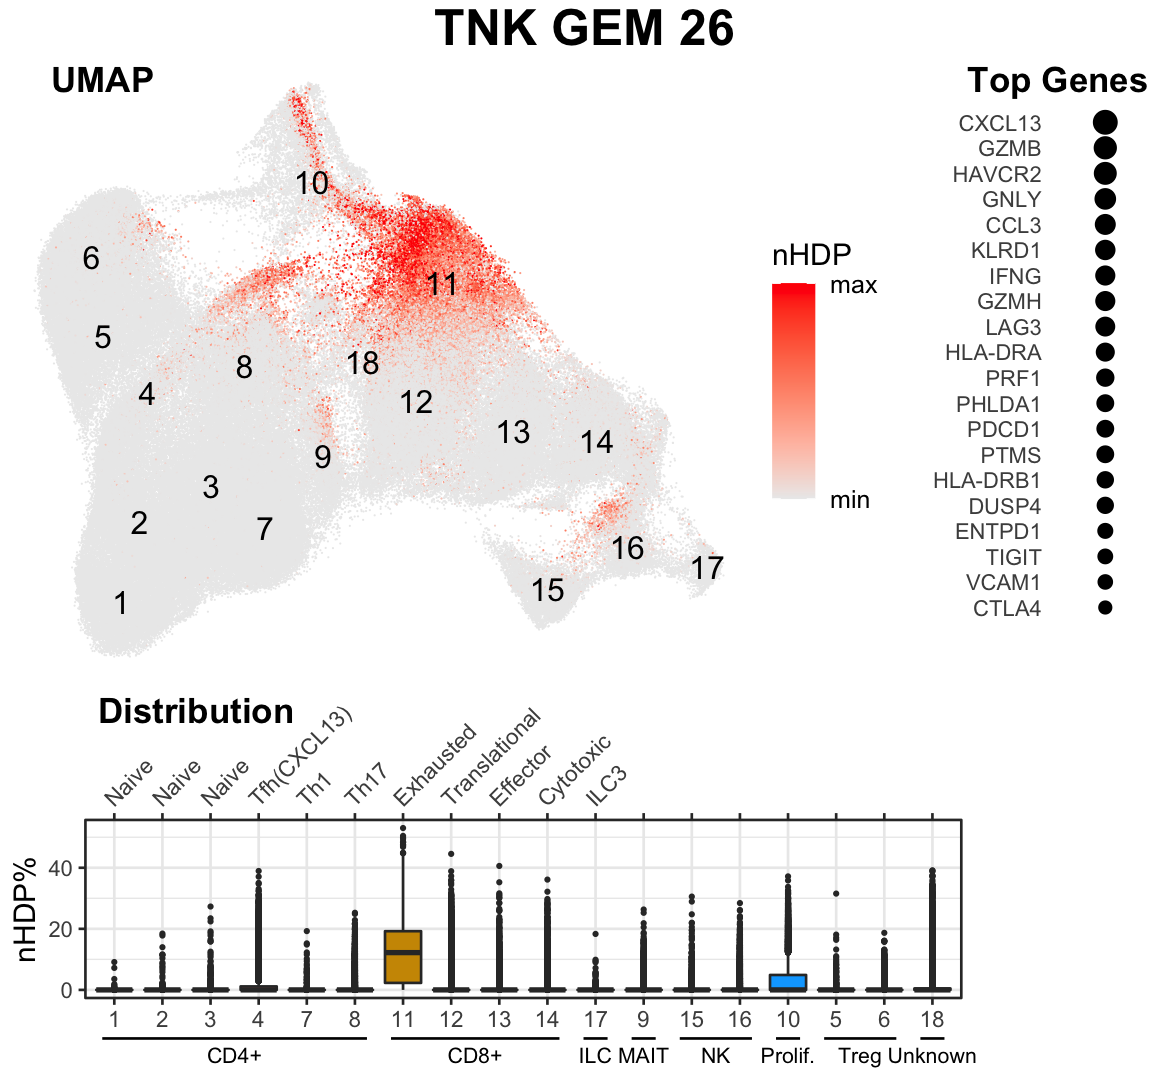 TNK GEM 26
UMAP
Top Genes
CXCL13
GZMB
HAVCR2
GNLY
CCL3
KLRD1
IFNG
GZMH
LAG3
HLA-DRA
PRF1
PHLDA1
PDCD1
PTMS
HLA-DRB1
DUSP4
ENTPD1
TIGIT
VCAM1
CTLA4
nHDP
max
min
10
6
11
5
18
8
4
12
13
14
9
3
2
7
16
17
15
1
Distribution
Naive
Naive
Naive
Tfh(CXCL13)
Th1
Th17
Exhausted
Translational
Effector
Cytotoxic
ILC3
nHDP%
40
20
0
1 2 3 4 7 8 11 12 13 14 17 9 15 16 10 5 6 18
CD4+ CD8+ ILC MAIT NK Prolif. Treg Unknown